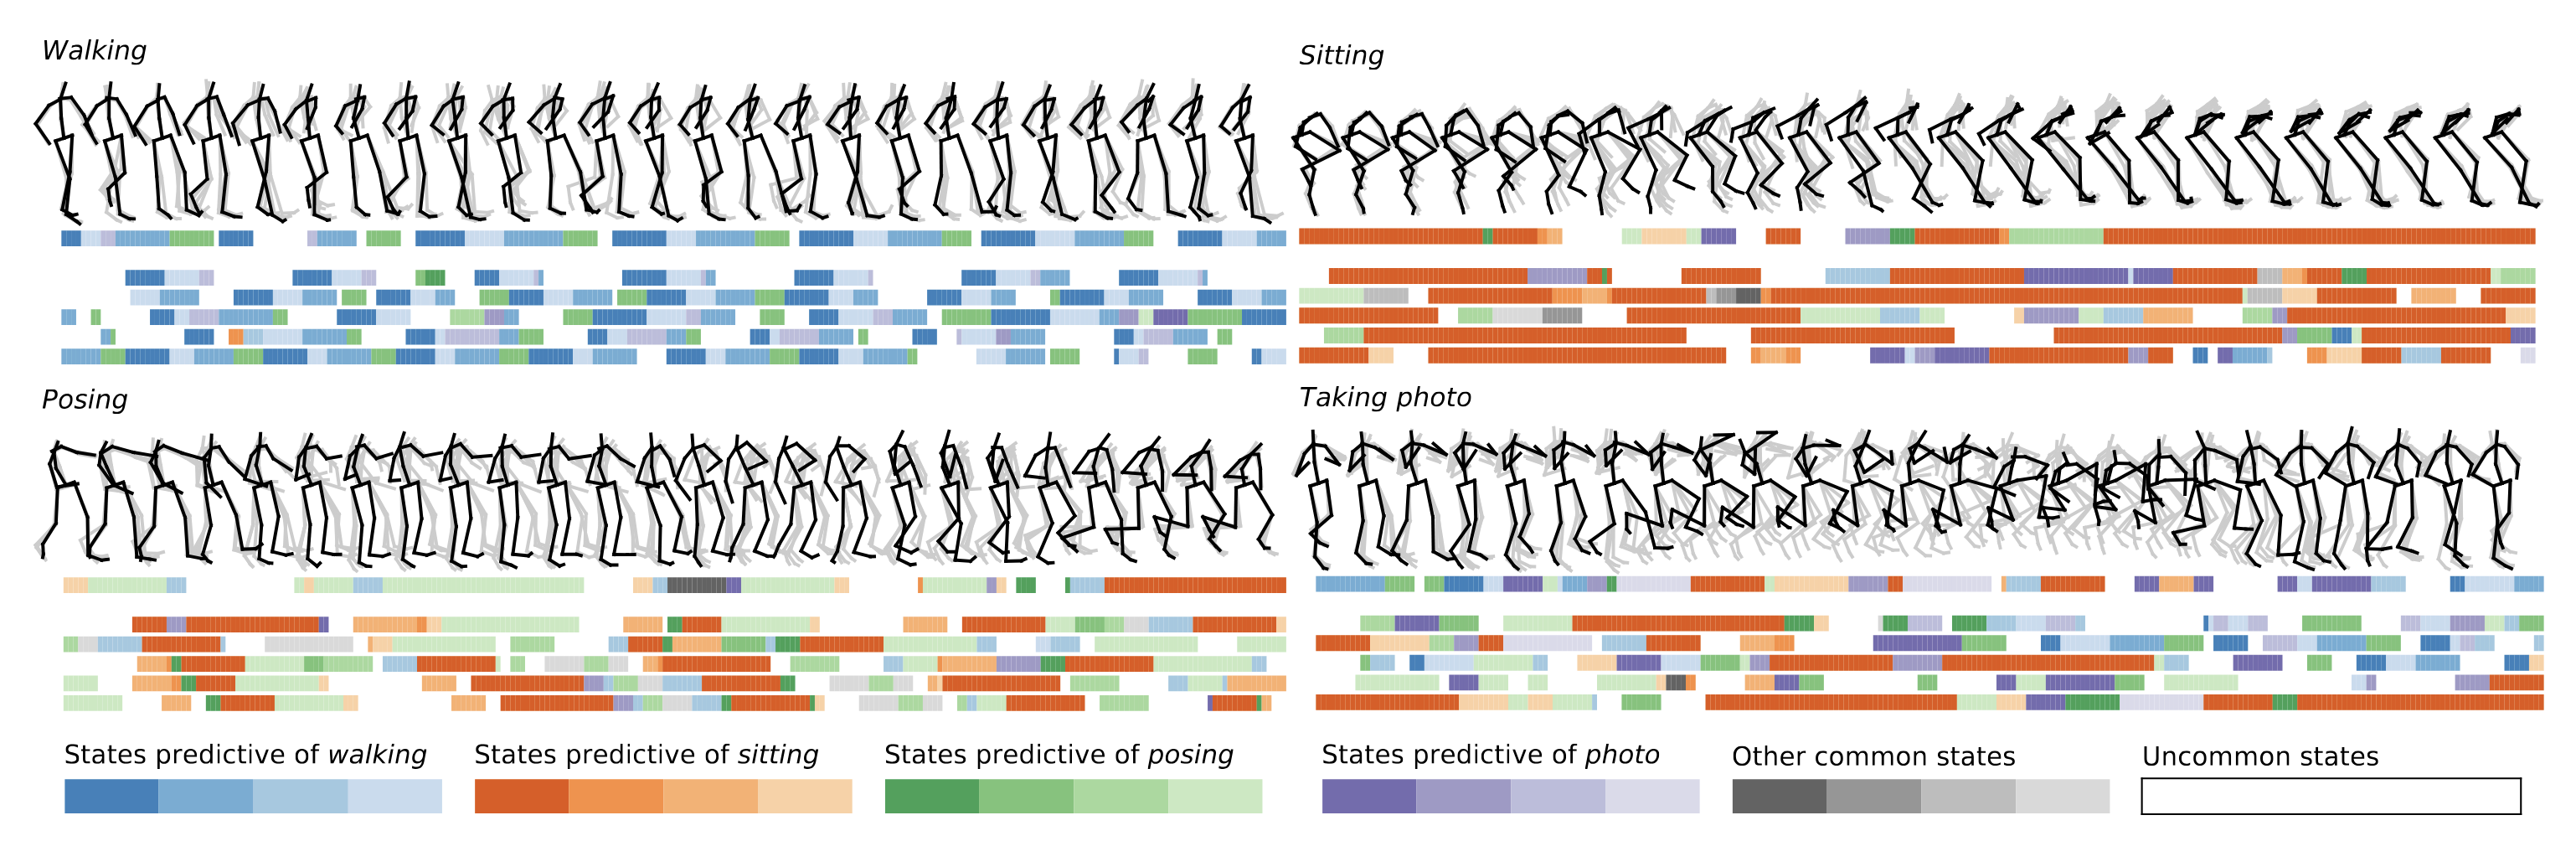 Walking
Sitting
Posing
Taking photo
States predictive of walking
States predictive of sitting
States predictive of posing
States predictive of photo
Other common states
Uncommon states